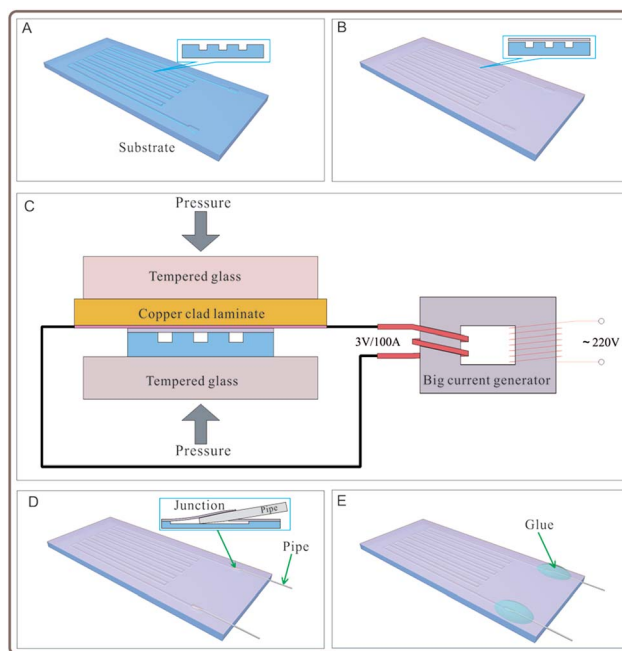 A
Substrate
B
C
Pressure
Tempered glass
Copper clad laminate
3V/100A
~220V
Big current generator
Tempered glass
Pressure
D
Junction
Pipe
Pipe
E
Glue